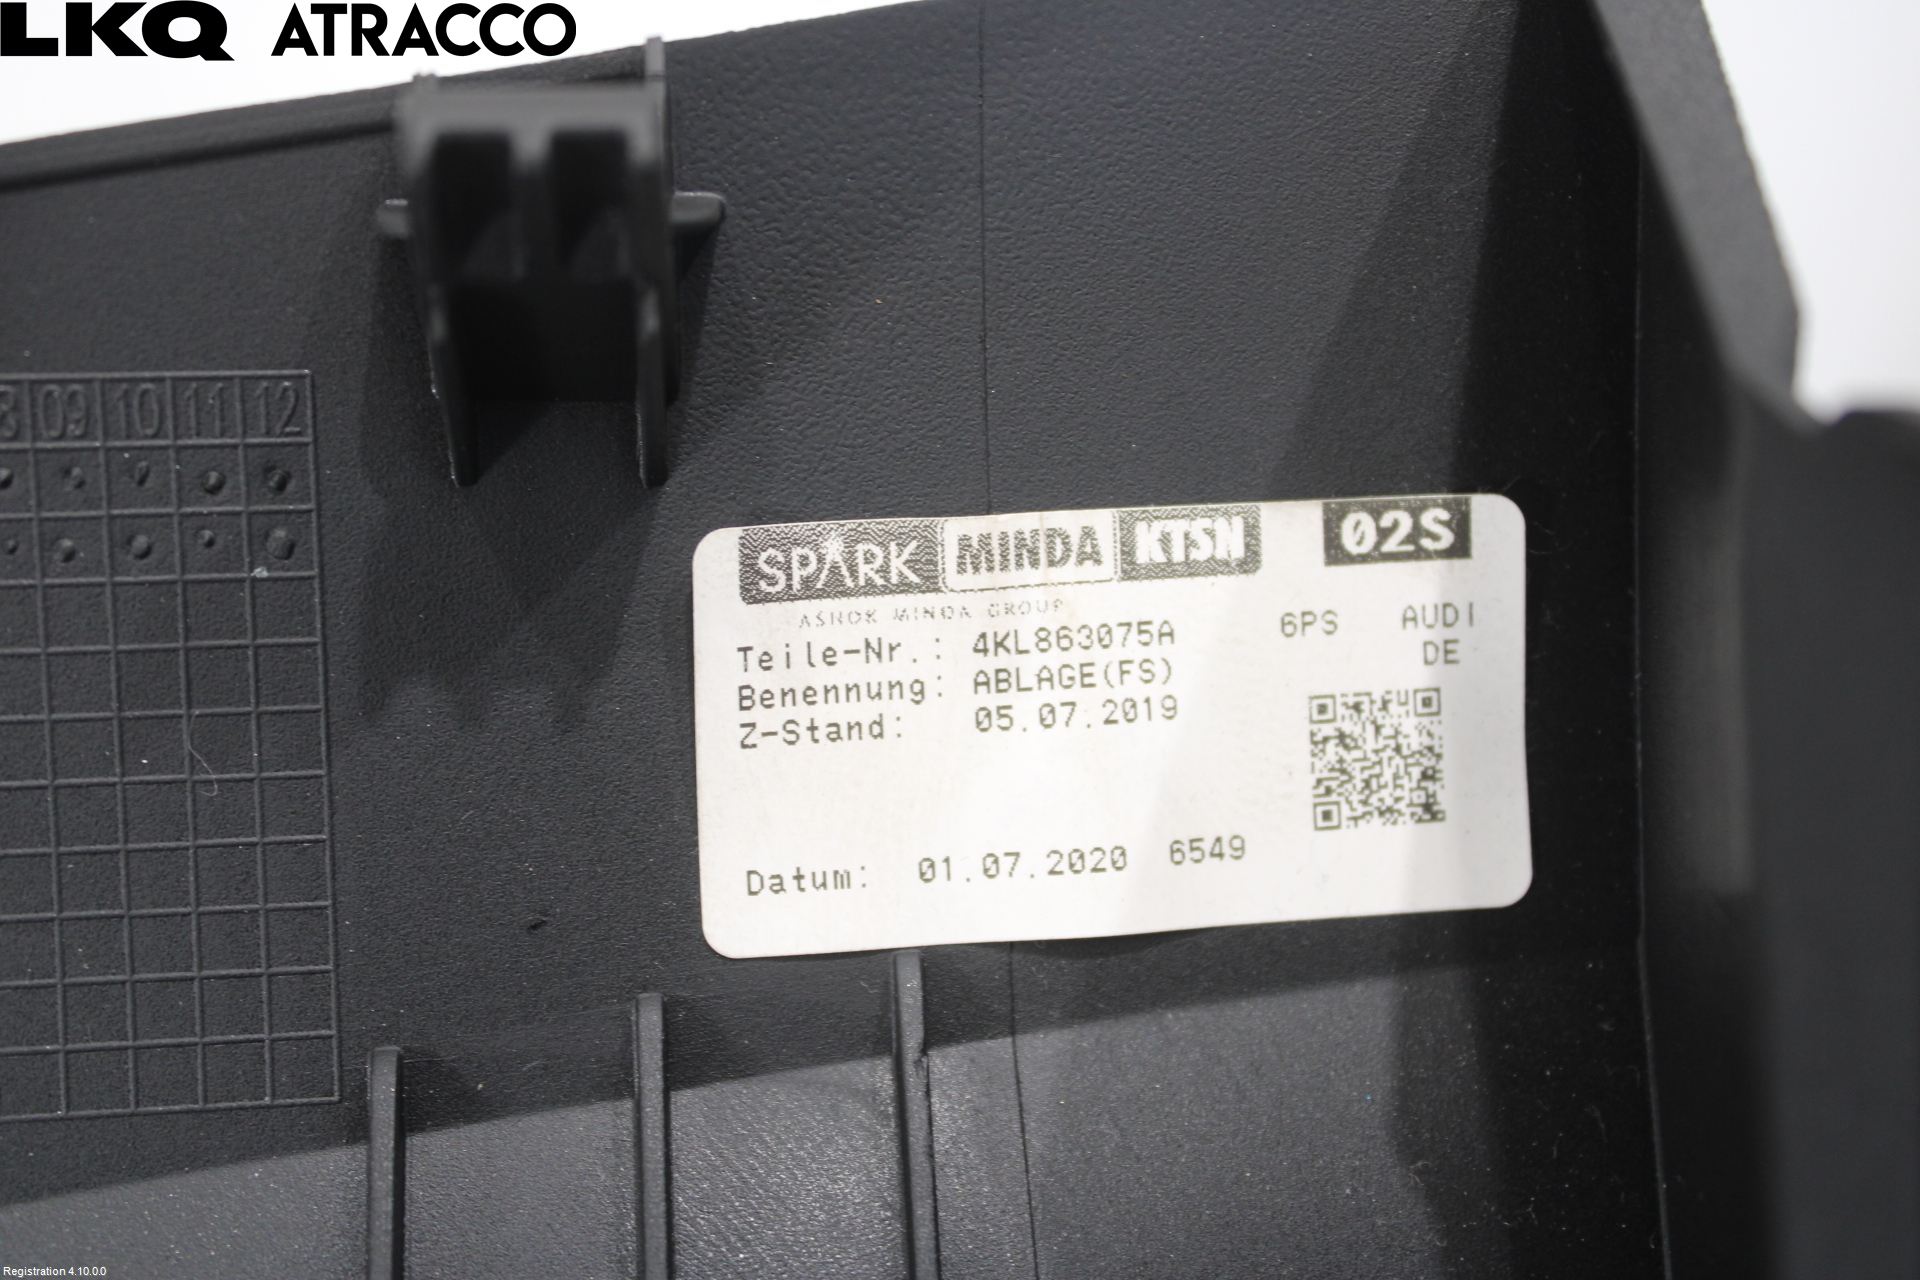 LKQ ATRACCO
09 10 11 12
SPARK MINDA KTSN 02S
ASHOK MINDA GROUP
Teile-Nr.: 4KL863075A 6PS AUDI
Benennung: ABLAGE(FS) DE
Z-Stand: 05.07.2019
Datum: 01.07.2020 6549
Registration 4.10.0.0